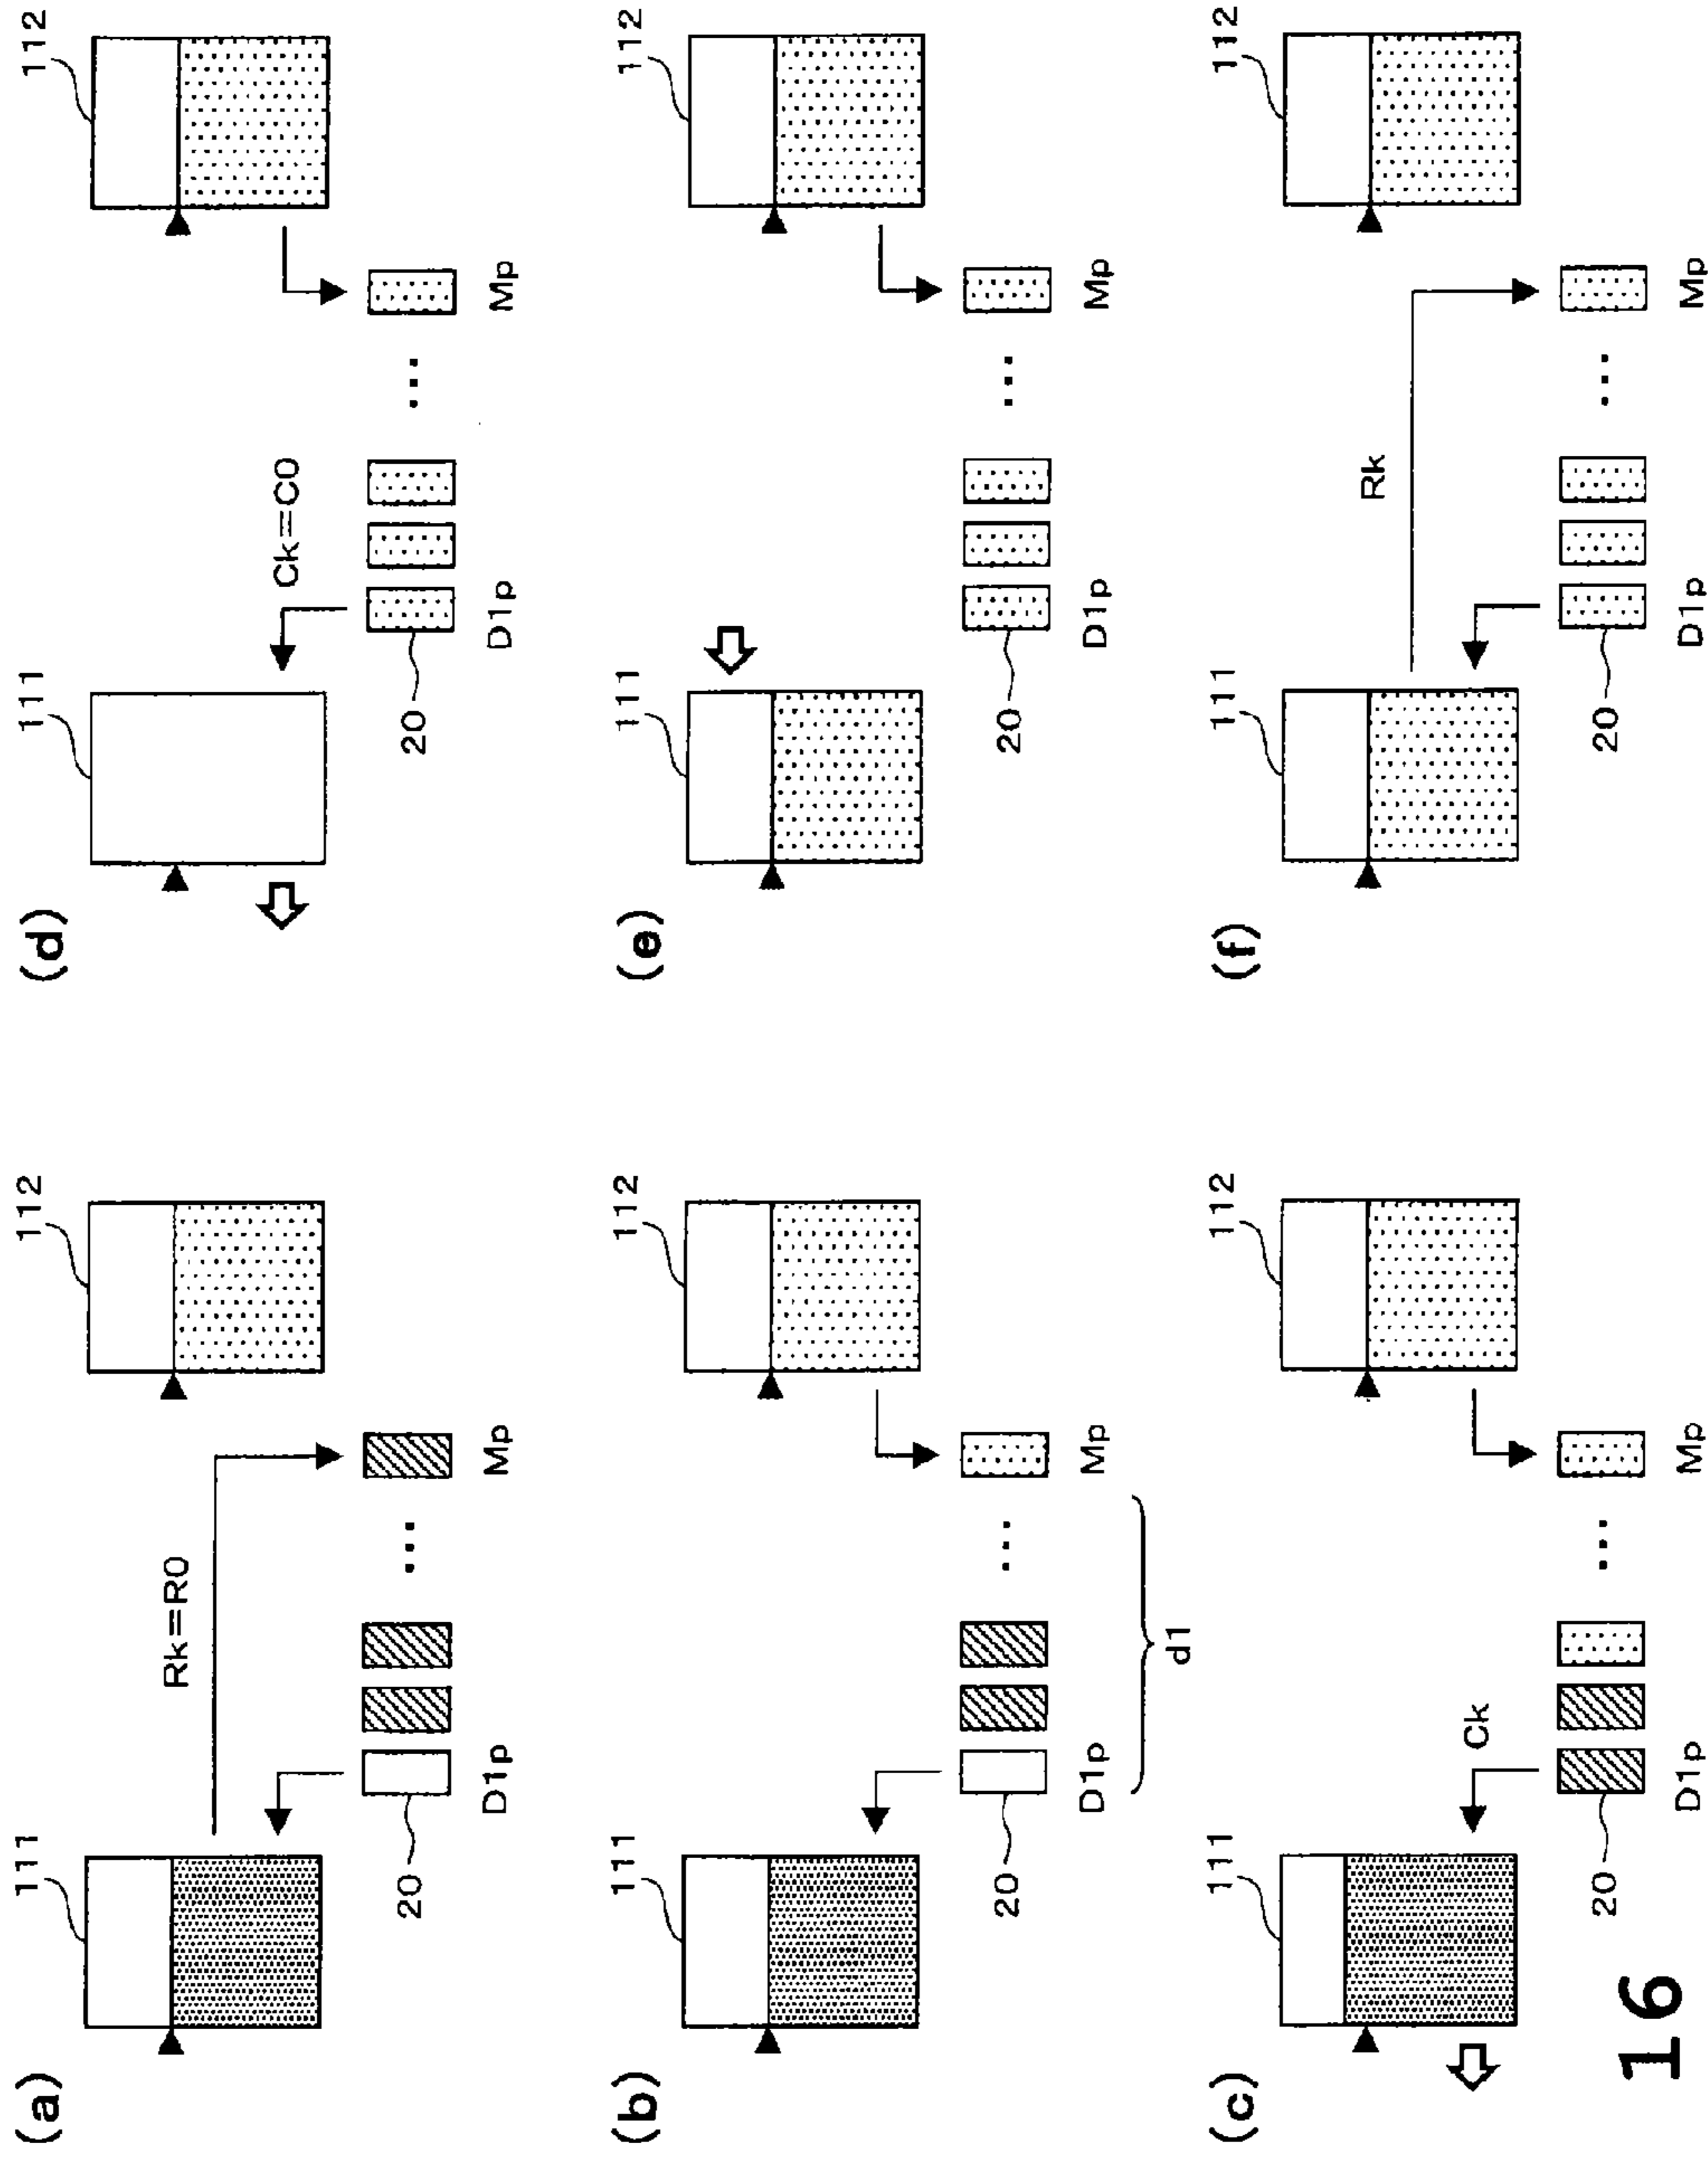 (a)
111
112
Rk=R0
20
D1p
...
Mp
(b)
111
112
20
D1p
...
Mp
d1
(c)
111
112
Ck
20
D1p
...
Mp
(d)
111
112
Ck=C0
20
D1p
...
Mp
(e)
111
112
20
D1p
...
Mp
(f)
111
112
Rk
20
D1p
...
Mp
16